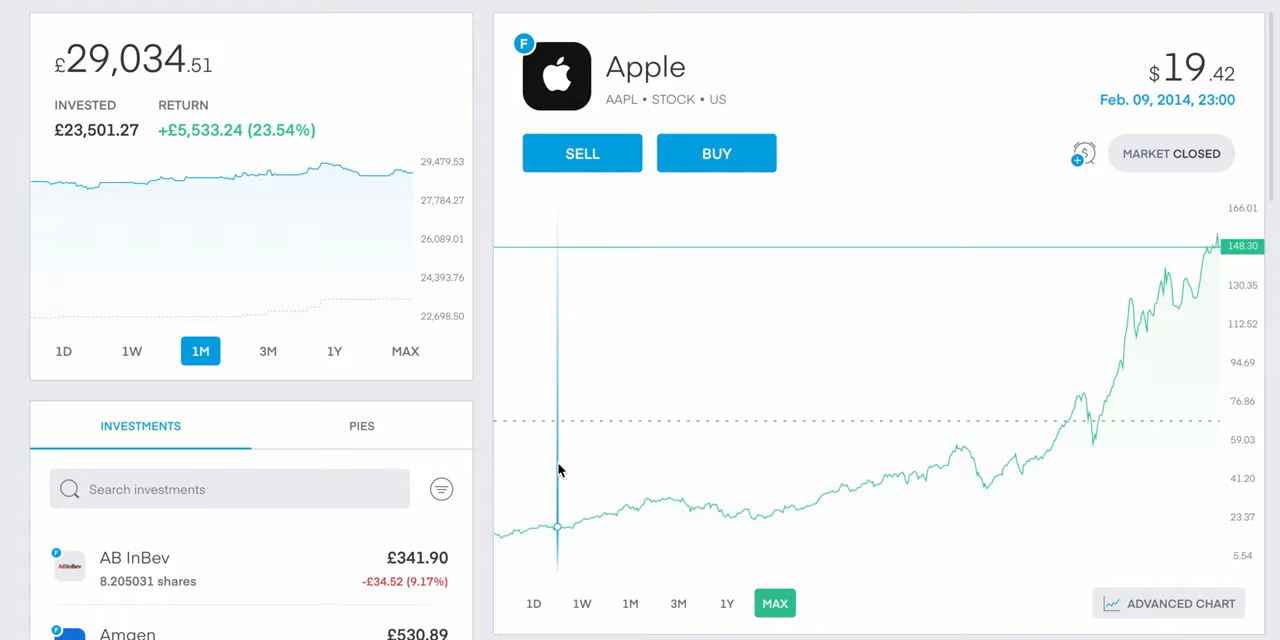 £29,034.51
INVESTED RETURN
£23,501.27 +£5,533.24 (23.54%)
29,479.53
27,784.27
26,089.01
24,393.76
22,698.50
1D 1W 1M 3M 1Y MAX
INVESTMENTS PIES
Search investments
F
ABInBev
AB InBev £341.90
8.205031 shares -£34.52 (9.17%)
F
Amgen £530.89
F
Apple
AAPL • STOCK • US
$19.42
Feb. 09, 2014, 23:00
SELL BUY
$
MARKET CLOSED
166.01
148.30
130.35
112.52
94.69
76.86
59.03
41.20
23.37
5.54
1D 1W 1M 3M 1Y MAX
ADVANCED CHART